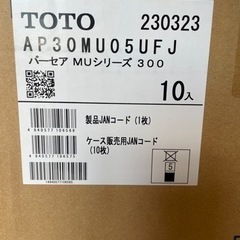 TOTO 230323
AP30MU05UFJ
バーセア MUシリーズ 300
10入
製品JANコード (1枚)
ケース販売用JANコード
(10枚)
5